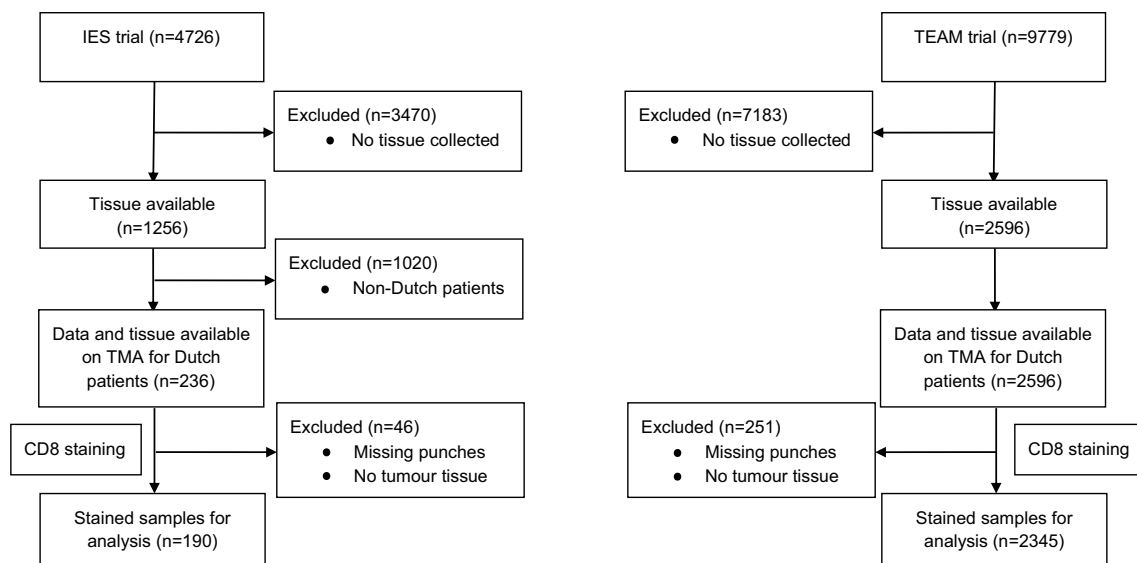 IES trial (n=4726)
Excluded (n=3470)
● No tissue collected
Tissue available
(n=1256)
Excluded (n=1020)
● Non-Dutch patients
Data and tissue available
on TMA for Dutch
patients (n=236)
CD8 staining
Excluded (n=46)
● Missing punches
● No tumour tissue
Stained samples for
analysis (n=190)
TEAM trial (n=9779)
Excluded (n=7183)
● No tissue collected
Tissue available
(n=2596)
Data and tissue available
on TMA for Dutch
patients (n=2596)
Excluded (n=251)
● Missing punches
● No tumour tissue
CD8 staining
Stained samples for
analysis (n=2345)